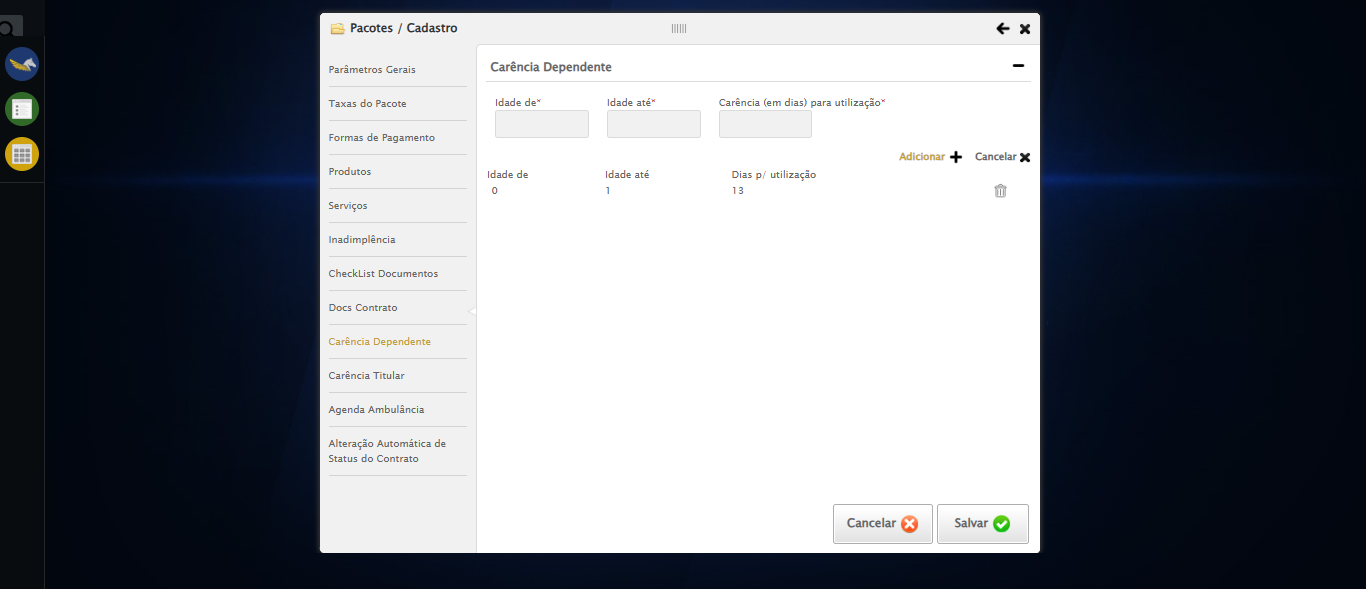 Pacotes / Cadastro
Parâmetros Gerais
Taxas do Pacote
Formas de Pagamento
Produtos
Serviços
Inadimplência
CheckList Documentos
Docs Contrato
Carência Dependente
Carência Titular
Agenda Ambulância
Alteração Automática de
Status do Contrato
Carência Dependente
Idade de* Idade até* Carência (em dias) para utilização*
Adicionar Cancelar
Idade de Idade até Dias p/ utilização
0 1 13
Cancelar Salvar